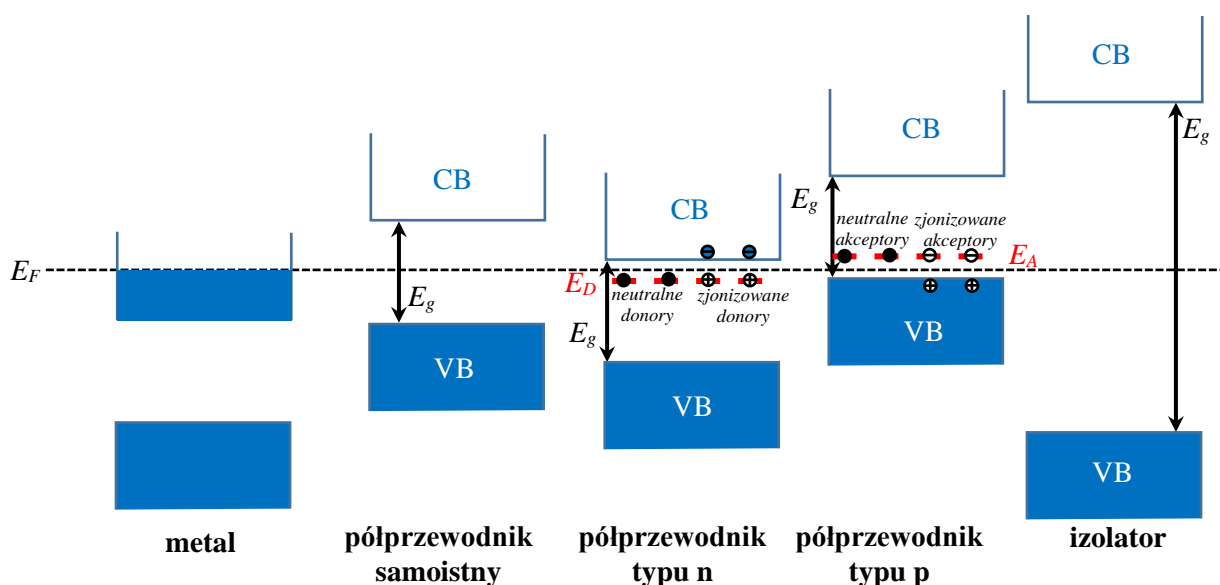 CB
CB
E_g
CB
CB
neutralne zjonizowane
akceptory akceptory
E_g
E_F
E_A
E_D
neutralne zjonizowane
donory donory
E_g
E_g
VB
VB
VB
VB
metal
półprzewodnik
samoistny
półprzewodnik
typu n
półprzewodnik
typu p
izolator